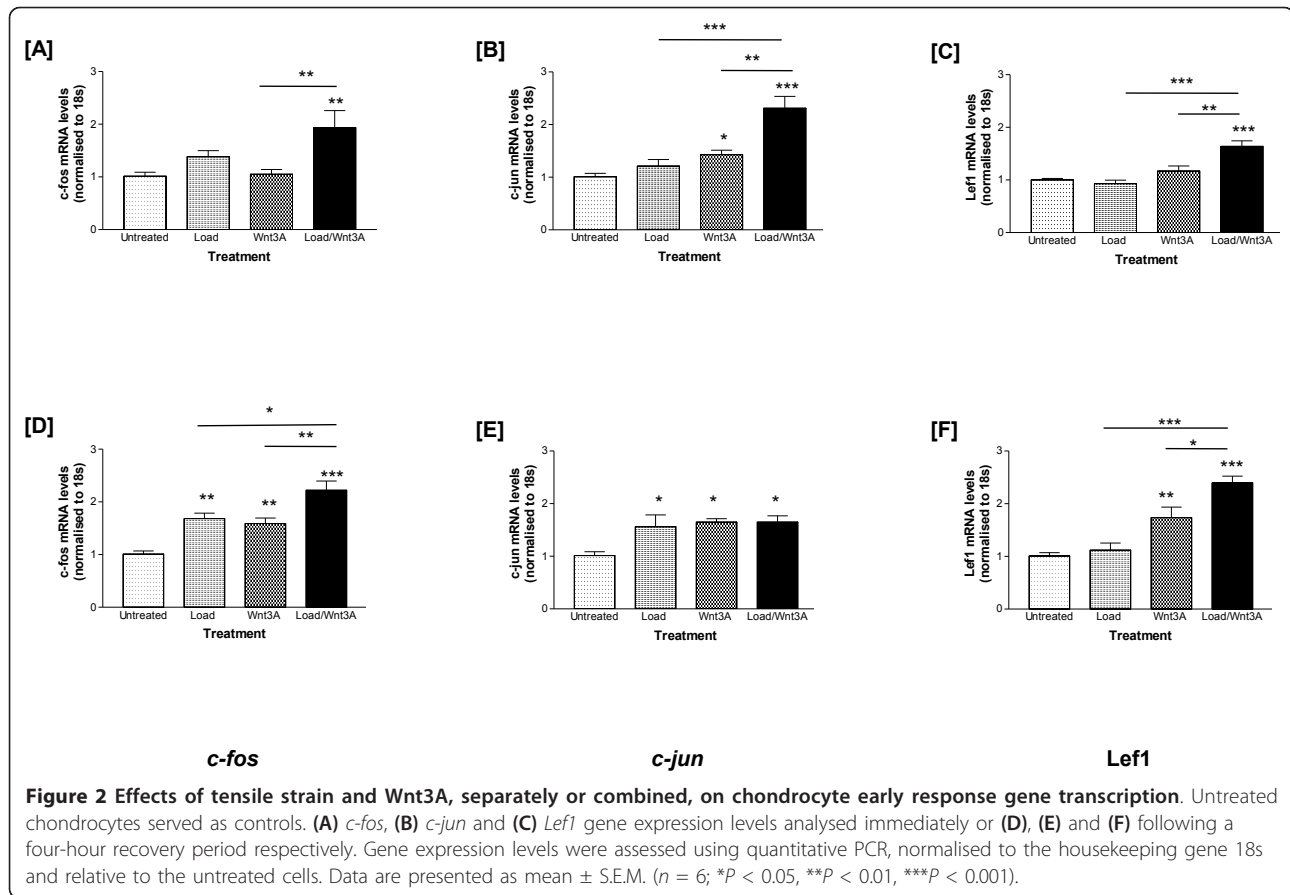 [A]
**
**
c-fos mRNA levels
(normalised to 18s)
3
2
1
0
Untreated Load Wnt3A Load/Wnt3A
Treatment
[B]
***
**
***
*
c-jun mRNA levels
(normalised to 18s)
3
2
1
0
Untreated Load Wnt3A Load/Wnt3A
Treatment
[C]
***
**
***
Lef1 mRNA levels
(normalised to 18s)
3
2
1
0
Untreated Load Wnt3A Load/Wnt3A
Treatment
[D]
*
**
***
** **
c-fos mRNA levels
(normalised to 18s)
3
2
1
0
Untreated Load Wnt3A Load/Wnt3A
Treatment
[E]
* * *
c-jun mRNA levels
(normalised to 18s)
3
2
1
0
Untreated Load Wnt3A Load/Wnt3A
Treatment
[F]
***
*
***
**
Lef1 mRNA levels
(normalised to 18s)
3
2
1
0
Untreated Load Wnt3A Load/Wnt3A
Treatment
c-fos c-jun Lef1
Figure 2 Effects of tensile strain and Wnt3A, separately or combined, on chondrocyte early response gene transcription. Untreated
chondrocytes served as controls. (A) c-fos, (B) c-jun and (C) Lef1 gene expression levels analysed immediately or (D), (E) and (F) following a
four-hour recovery period respectively. Gene expression levels were assessed using quantitative PCR, normalised to the housekeeping gene 18s
and relative to the untreated cells. Data are presented as mean ± S.E.M. (n = 6; *P < 0.05, **P < 0.01, ***P < 0.001).